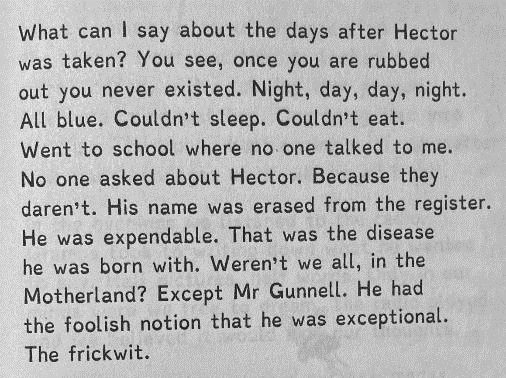 What can I say about the days after Hector
was taken? You see, once you are rubbed
out you never existed. Night, day, day, night.
All blue. Couldn't sleep. Couldn't eat.
Went to school where no one talked to me.
No one asked about Hector. Because they
daren't. His name was erased from the register.
He was expendable. That was the disease
he was born with. Weren't we all, in the
Motherland? Except Mr Gunnell. He had
the foolish notion that he was exceptional.
The frickwit.